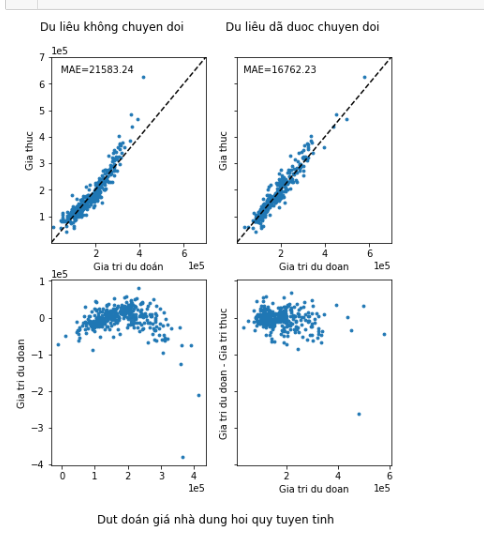 Du liêu không chuyen doi
Du liêu dã duoc chuyen doi
1e5
7
6
5
4
3
2
1
MAE=21583.24
Gia thuc
2
4
6
1e5
Gia tri du doán
MAE=16762.23
Gia thuc
2
4
6
1e5
Gia tri du doan
1e5
1
0
−1
−2
−3
−4
Gia tri du doan
0
1
2
3
4
1e5
Gia tri du doan - Gia tri thuc
2
4
6
1e5
Gia tri du doan
Dut doán giá nhà dung hoi quy tuyen tinh